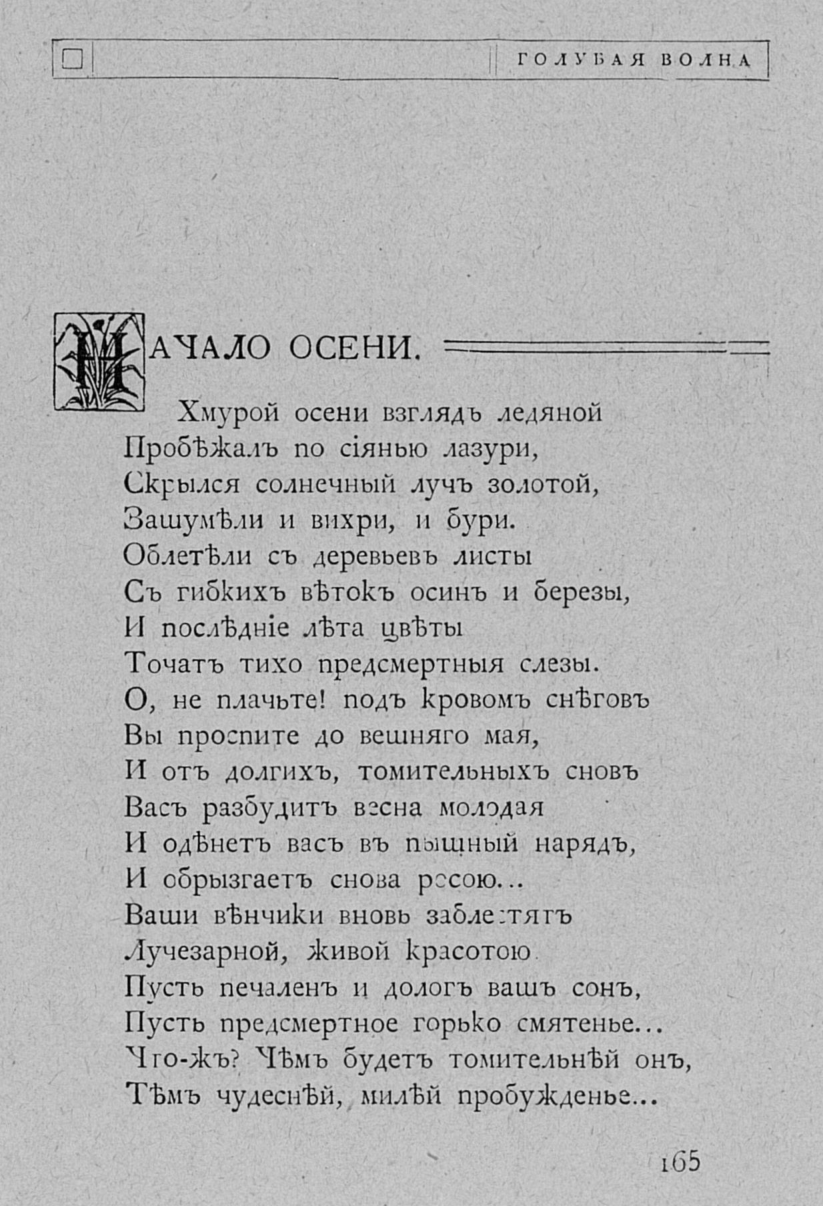 ГОЛУБАЯ ВОЛНА
НАЧАЛО ОСЕНИ.
Хмурой осени взглядъ ледяной
Пробѣжалъ по сіянью лазури,
Скрылся солнечный лучъ золотой,
Зашумѣли и вихри, и бури.
Облетѣли съ деревьевъ листы
Съ гибкихъ вѣтокъ осинъ и березы,
И послѣдніе лѣта цвѣты
Точатъ тихо предсмертныя слезы.
О, не плачьте! подъ кровомъ снѣговъ
Вы проспите до вешняго мая,
И отъ долгихъ, томительныхъ сновъ
Васъ разбудитъ весна молодая
И одѣнетъ васъ въ пышный нарядъ,
И обрызгаетъ снова росою...
Ваши вѣнчики вновь заблестятъ
Лучезарной, живой красотою.
Пусть печаленъ и дологъ вашъ сонъ,
Пусть предсмертное горько смятенье...
Что-жъ? Чѣмъ будетъ томительнѣй онъ,
Тѣмъ чудеснѣй, милѣй пробужденье...
165